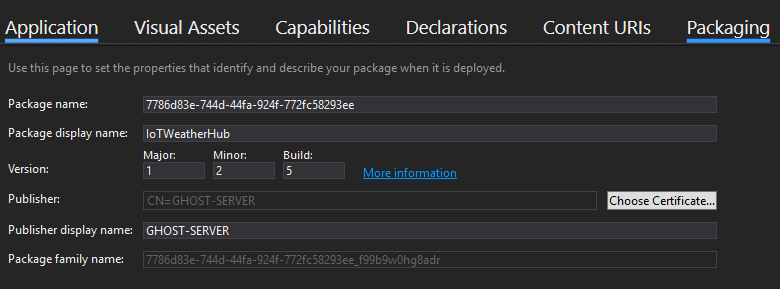 Application Visual Assets Capabilities Declarations Content URIs Packaging
Use this page to set the properties that identify and describe your package when it is deployed.
Package name: 7786d83e-744d-44fa-924f-772fc58293ee
Package display name: IoTWeatherHub
Major: Minor: Build:
Version: 1 2 5 More information
Publisher: CN=GHOST-SERVER Choose Certificate...
Publisher display name: GHOST-SERVER
Package family name: 7786d83e-744d-44fa-924f-772fc58293ee_f99b9w0hg8adr